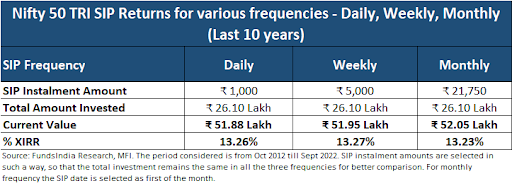 Nifty 50 TRI SIP Returns for various frequencies - Daily, Weekly, Monthly
(Last 10 years)
SIP Frequency Daily Weekly Monthly
SIP Instalment Amount ₹ 1,000 ₹ 5,000 ₹ 21,750
Total Amount Invested ₹ 26.10 Lakh ₹ 26.10 Lakh ₹ 26.10 Lakh
Current Value ₹ 51.88 Lakh ₹ 51.95 Lakh ₹ 52.05 Lakh
% XIRR 13.26% 13.27% 13.23%
Source: FundsIndia Research, MFI. The period considered is from Oct 2012 till Sept 2022. SIP instalment amounts are selected
in such a way, so that the total investment remains the same in all the three frequencies for better comparison. For monthly
frequency the SIP date is selected as first of the month.